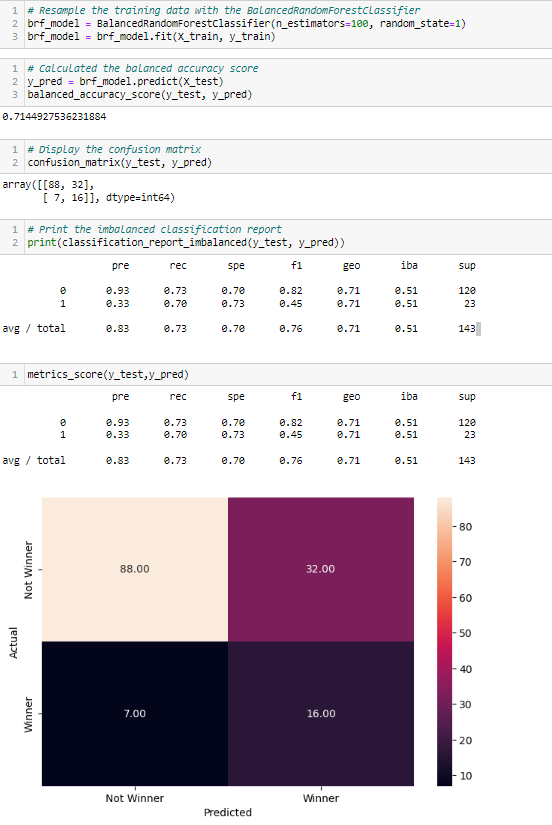 1 # Resample the training data with the BalancedRandomForestClassifier
2 brf_model = BalancedRandomForestClassifier(n_estimators=100, random_state=1)
3 brf_model = brf_model.fit(X_train, y_train)
1 # Calculated the balanced accuracy score
2 y_pred = brf_model.predict(X_test)
3 balanced_accuracy_score(y_test, y_pred)
0.7144927536231884
1 # Display the confusion matrix
2 confusion_matrix(y_test, y_pred)
array([[88, 32],
[ 7, 16]], dtype=int64)
1 # Print the imbalanced classification report
2 print(classification_report_imbalanced(y_test, y_pred))
pre rec spe f1 geo iba sup
0 0.93 0.73 0.70 0.82 0.71 0.51 120
1 0.33 0.70 0.73 0.45 0.71 0.51 23
avg / total 0.83 0.73 0.70 0.76 0.71 0.51 143
1 metrics_score(y_test,y_pred)
pre rec spe f1 geo iba sup
0 0.93 0.73 0.70 0.82 0.71 0.51 120
1 0.33 0.70 0.73 0.45 0.71 0.51 23
avg / total 0.83 0.73 0.70 0.76 0.71 0.51 143
Actual
Not Winner
88.00 32.00
Winner
7.00 16.00
Not Winner Winner
Predicted
80
70
60
50
40
30
20
10